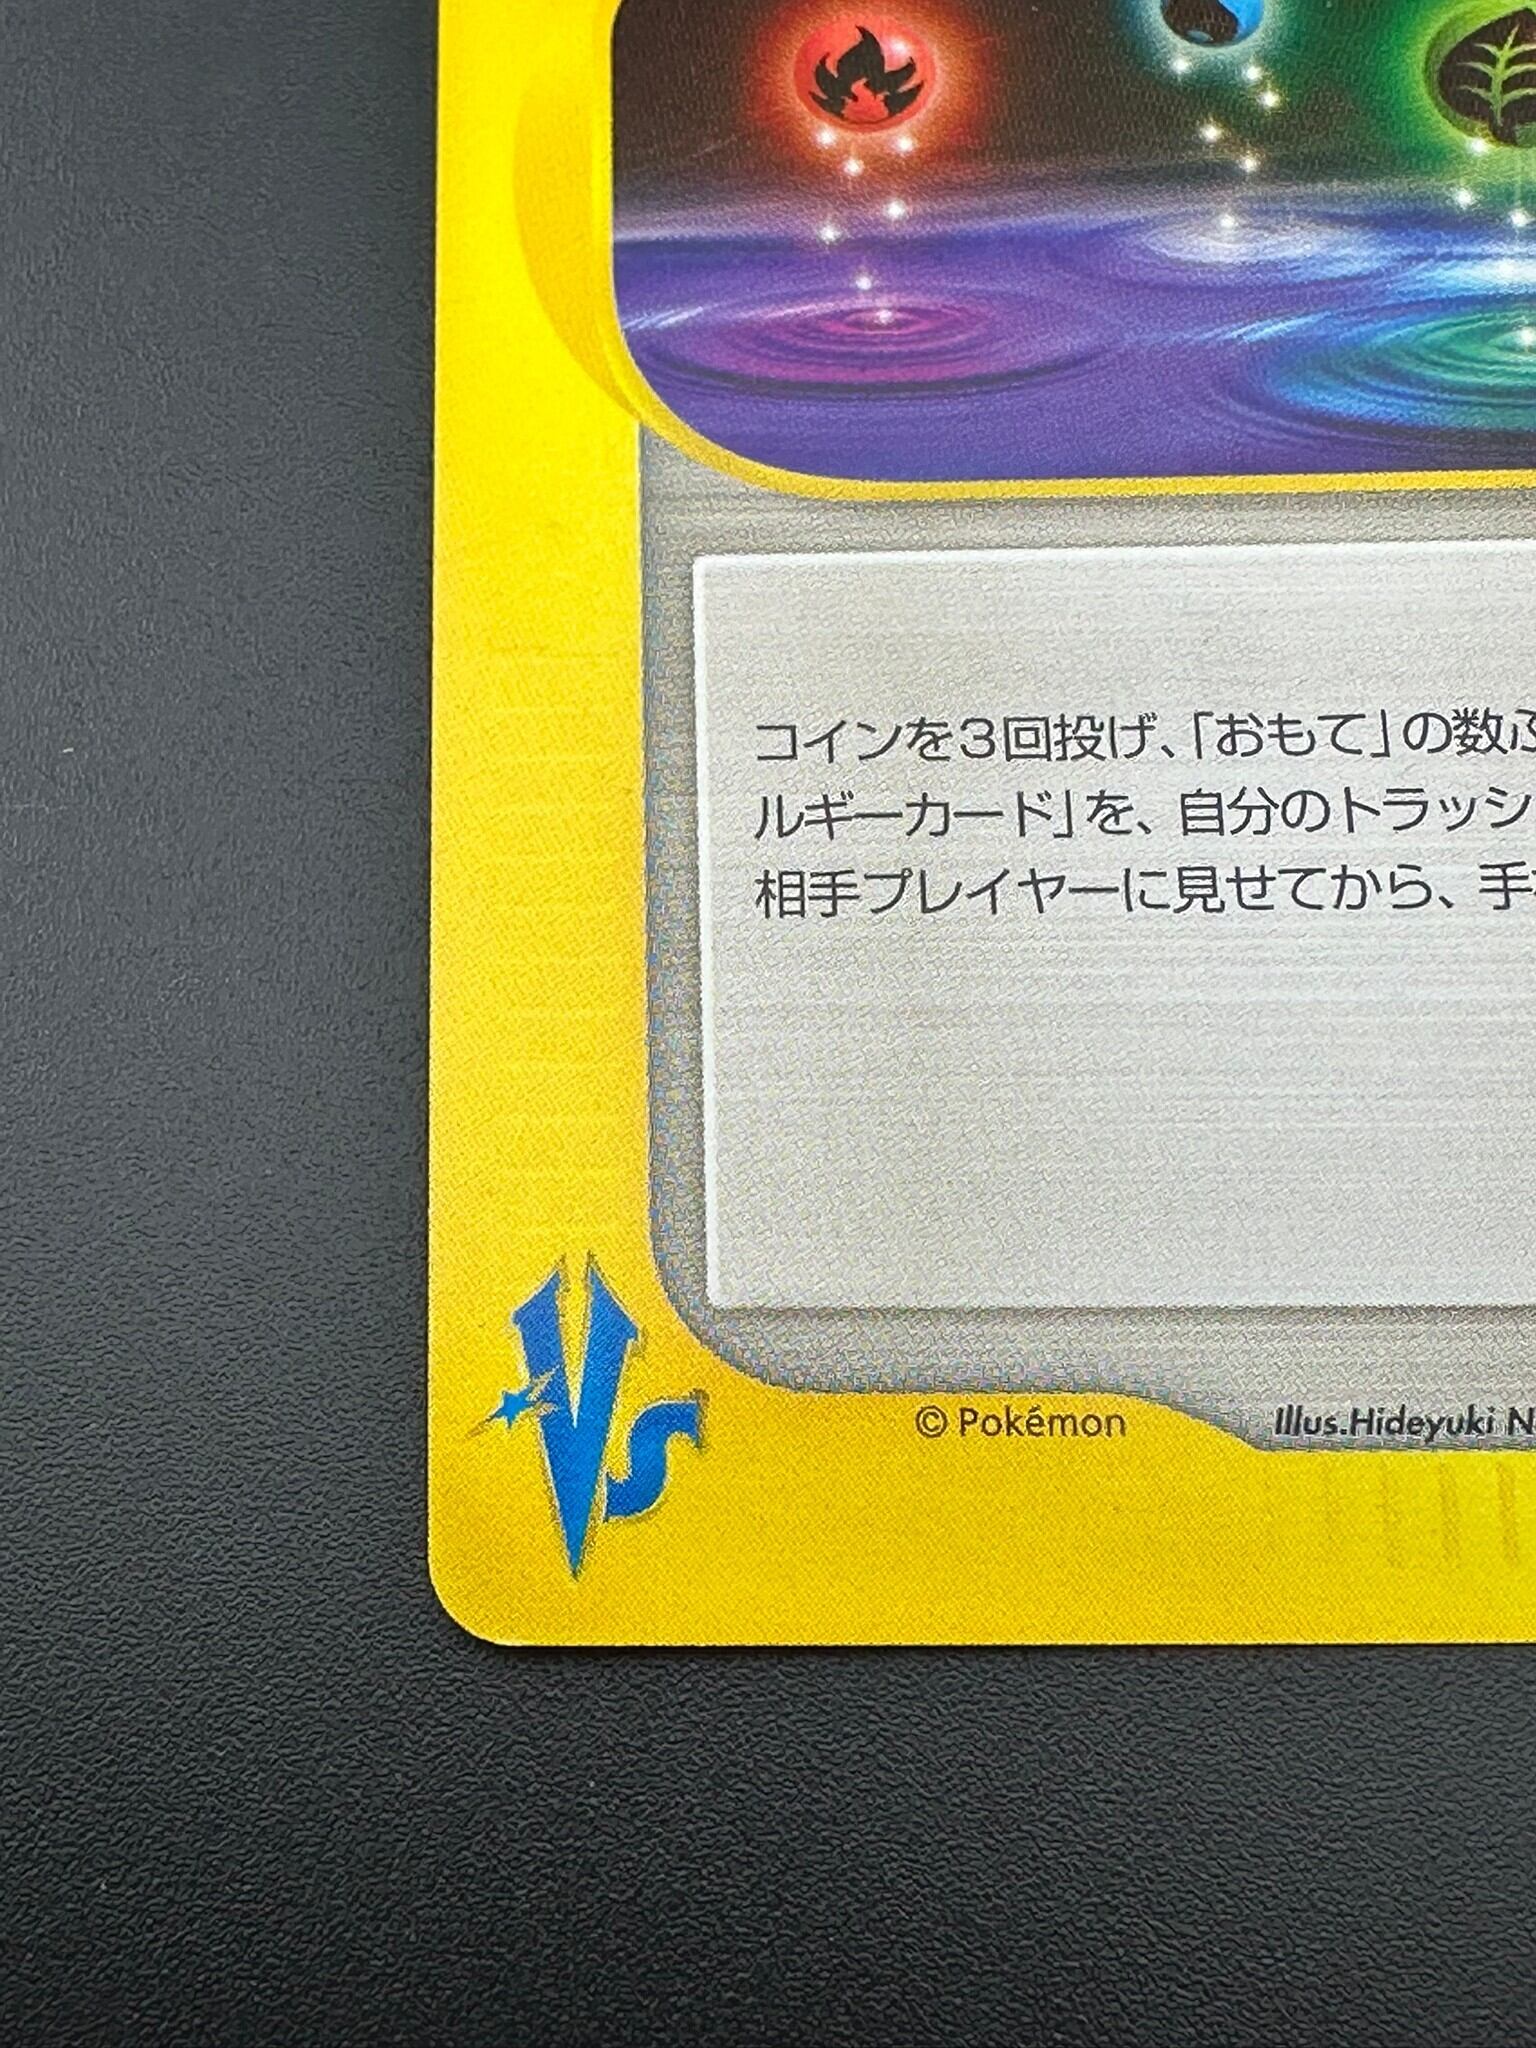 コインを3回投げ、「おもて」の数
ルギーカード」を、自分のトラッシ
相手プレイヤーに見せてから、手
VS
© Pokémon
Illus.Hideyuki